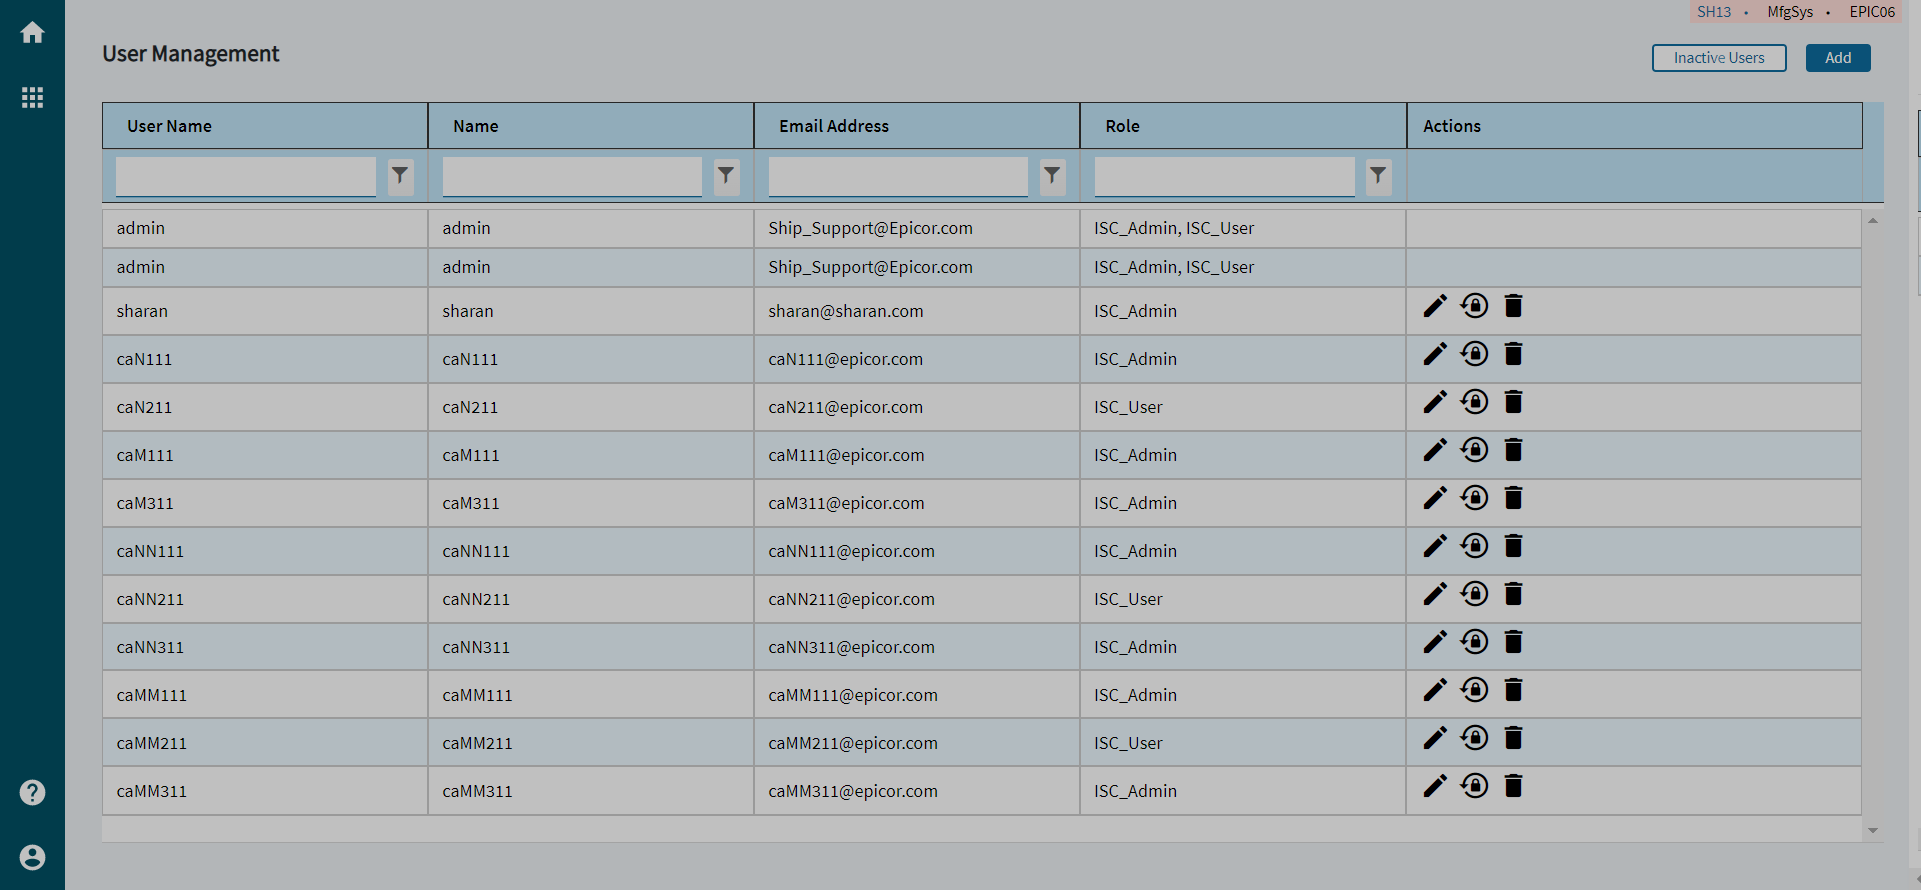 SH13 • MfgSys • EPIC06
User Management
Inactive Users Add
User Name Name Email Address Role Actions
admin admin Ship_Support@Epicor.com ISC_Admin, ISC_User
admin admin Ship_Support@Epicor.com ISC_Admin, ISC_User
sharan sharan sharan@sharan.com ISC_Admin
caN111 caN111 caN111@epicor.com ISC_Admin
caN211 caN211 caN211@epicor.com ISC_User
caM111 caM111 caM111@epicor.com ISC_Admin
caM311 caM311 caM311@epicor.com ISC_Admin
caNN111 caNN111 caNN111@epicor.com ISC_Admin
caNN211 caNN211 caNN211@epicor.com ISC_User
caNN311 caNN311 caNN311@epicor.com ISC_Admin
caMM111 caMM111 caMM111@epicor.com ISC_Admin
caMM211 caMM211 caMM211@epicor.com ISC_User
caMM311 caMM311 caMM311@epicor.com ISC_Admin